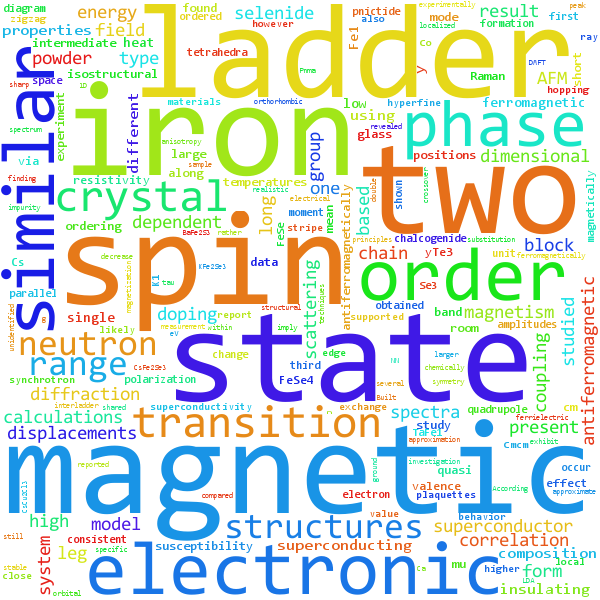 diagram
zigzag
energy
found
ordered
pnictide
also
mode
selenide
field
properties
intermediate heat
tetrahedra
however
powder
type
isostructural
ladder
Fe1
y
co
result
first
localized
experimentally
peak
formation
ray
DAFT
Raman
AFM
short
hopping
similar
space
experiment
sharp
spectrum
via
finding
impurity
materials
Pnma
orthorhombic
different
iron
low
using
hyperfine
ferromagnetic
glass
phase
positions
dimensional
magnetically
large
along
resistivity
temperatures
anisotropy
sample
revealed
realistic
electrical
crossover
group
one
mean
crystal
dependent
ordering
long
FeSe
moment
stripe
based
shown
two
chalcogenide
block
Cs
parallel
unidentified
BaFe2S3
rather
double
principles
substitution
decrease
magnetization
spin
KFe2Se3
tau
data
scattering
antiferromagnetically
order
chain
yTe3
Se3
unit
ferromagnetically
magnetism
doping
report
structural
techniques
obtained
supported
band
room
amplitudes
coupling
studied
antiferromagnetic
neutron
single
likely
measurement
eV
within
imply
CsFe2Se3
state
range
change
third
edge
FeSe4
NN
larger
chemically
symmetry
synchrotron
polarization
diffraction
interladder
shared
Built
several
quadrupole
ferrielectric
cm
calculations
superconductivity
exchange
spectra
displacements
transition
study
approximation
Cmcm
exhibit
present
reported
investigation
According
approximate
ground
quasi
occur
magnetic
electron
valence
plaquettes
effect
high
model
compared
value
behavior
local
consistent
structures
superconductor
still
system
specific
susceptibility
superconducting
correlation
mu
higher
composition
leg
close
stable
orbital
electronic
Ca
form
insulating